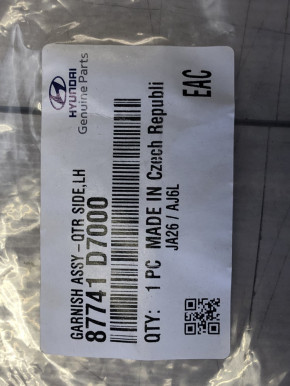 HYUNDAI
Genuine Parts
EAC
GARNISH ASSY-QTR SIDE,LH
87741 D7000
QTY: 1 PC MADE IN Czech Republi
JA26 / AJ6L